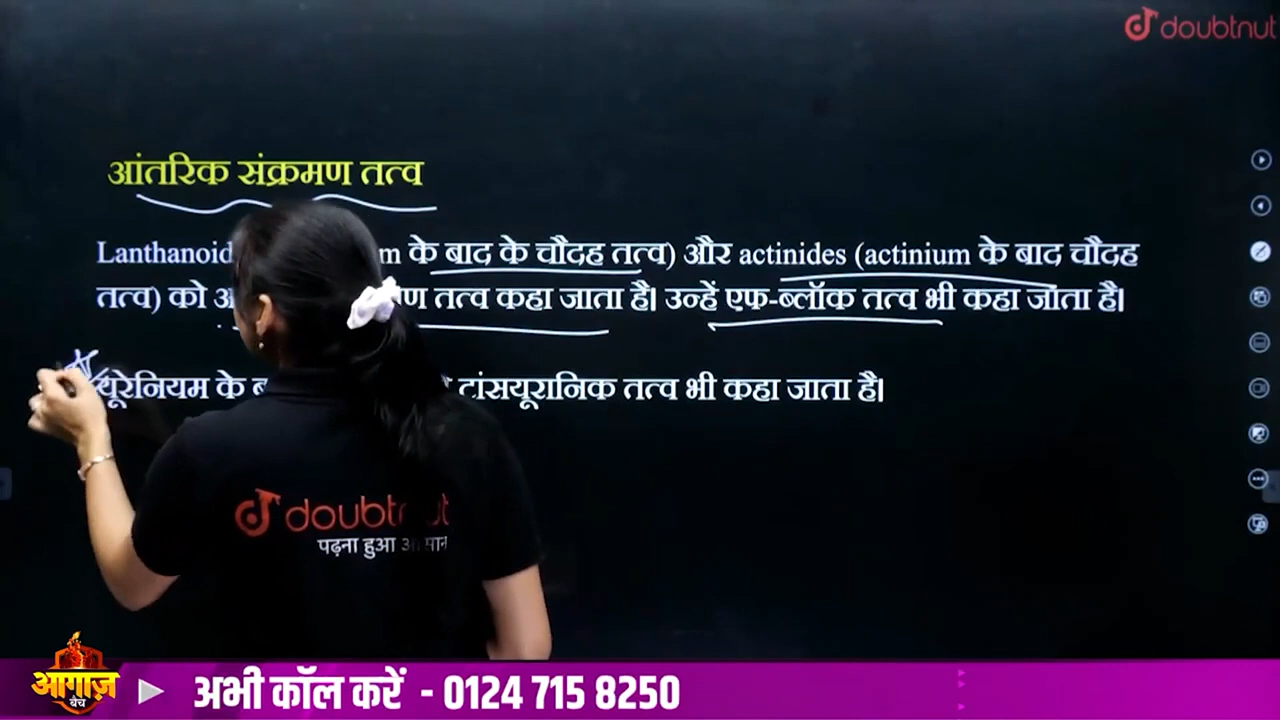 doubtnut
आंतरिक संक्रमण तत्व
Lanthanoid m के बाद के चौदह तत्व) और actinides (actinium के बाद चौदह
तत्व) को तत्व कहा जाता है। उन्हें एफ-ब्लॉक तत्व भी कहा जाता है।
यूरेनियम के टांसयूरानिक तत्व भी कहा जाता है।
doubtnut
पढ़ना हुआ आसान
आगाज़
बैच
अभी कॉल करें - 0124 715 8250